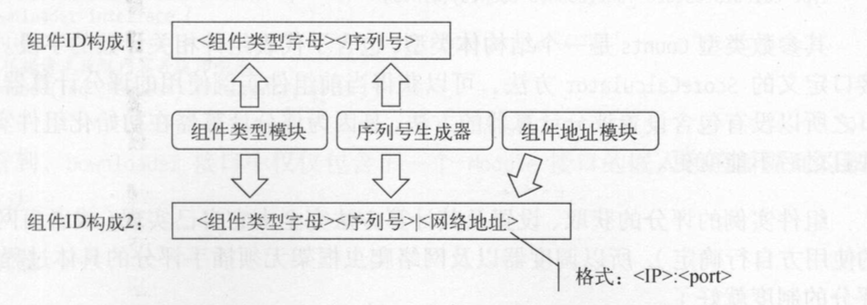 组件ID构成1： <组件类型字母><序列号>
组件类型模块 序列号生成器 组件地址模块
组件ID构成2： <组件类型字母><序列号><网络地址>
格式：<IP>:<port>